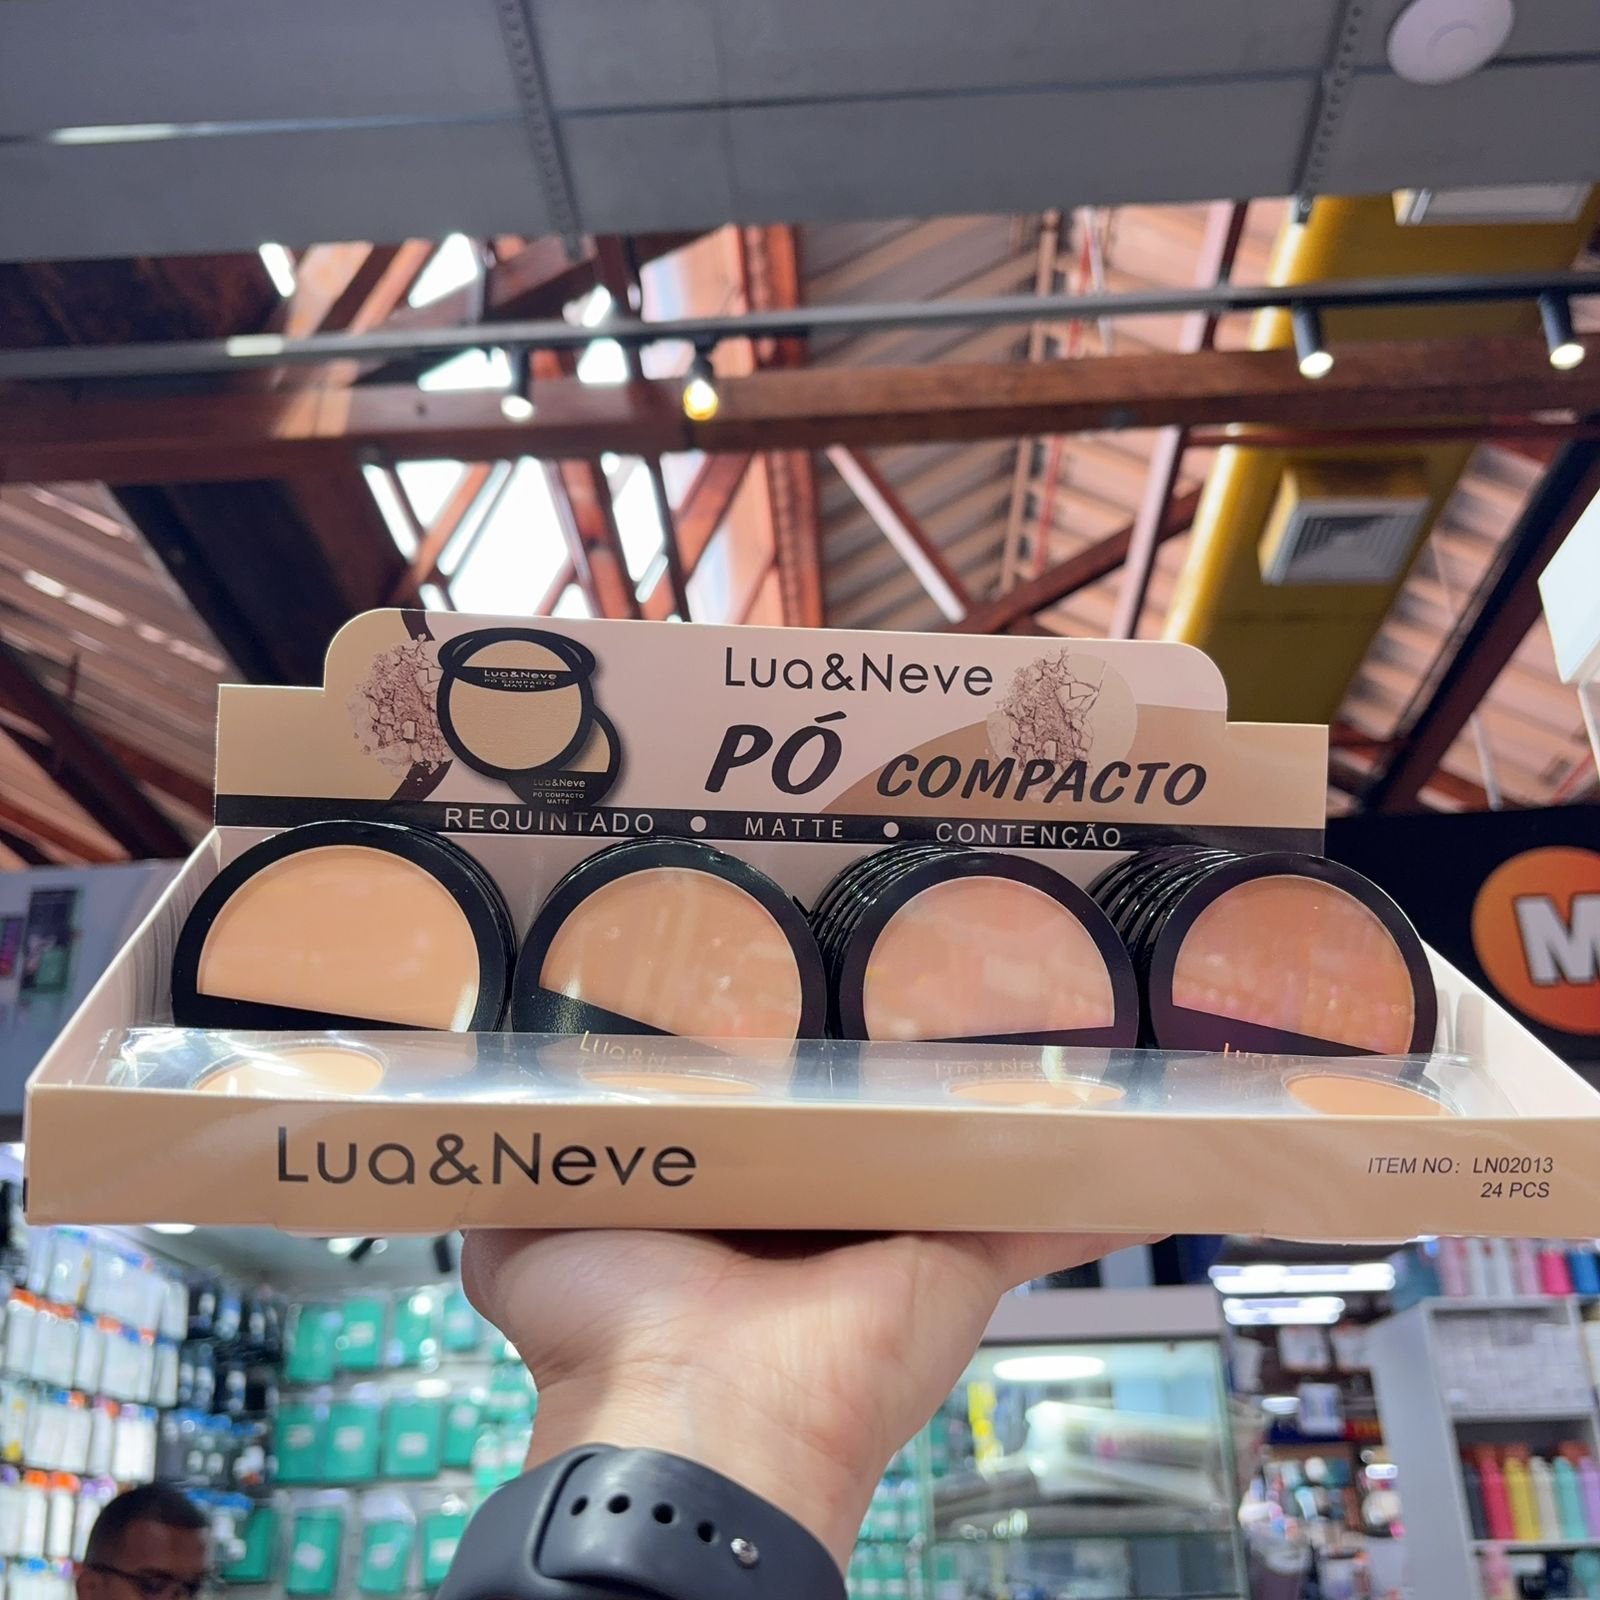 Lua&Neve
PÓ COMPACTO
REQUINTADO ● MATTE ● CONTENÇÃO
Lua&Neve
PÓ COMPACTO
MATTE
Lua&Neve
PÓ COMPACTO
MATTE
Lua&Neve
ITEM NO: LN02013
24 PCS
M